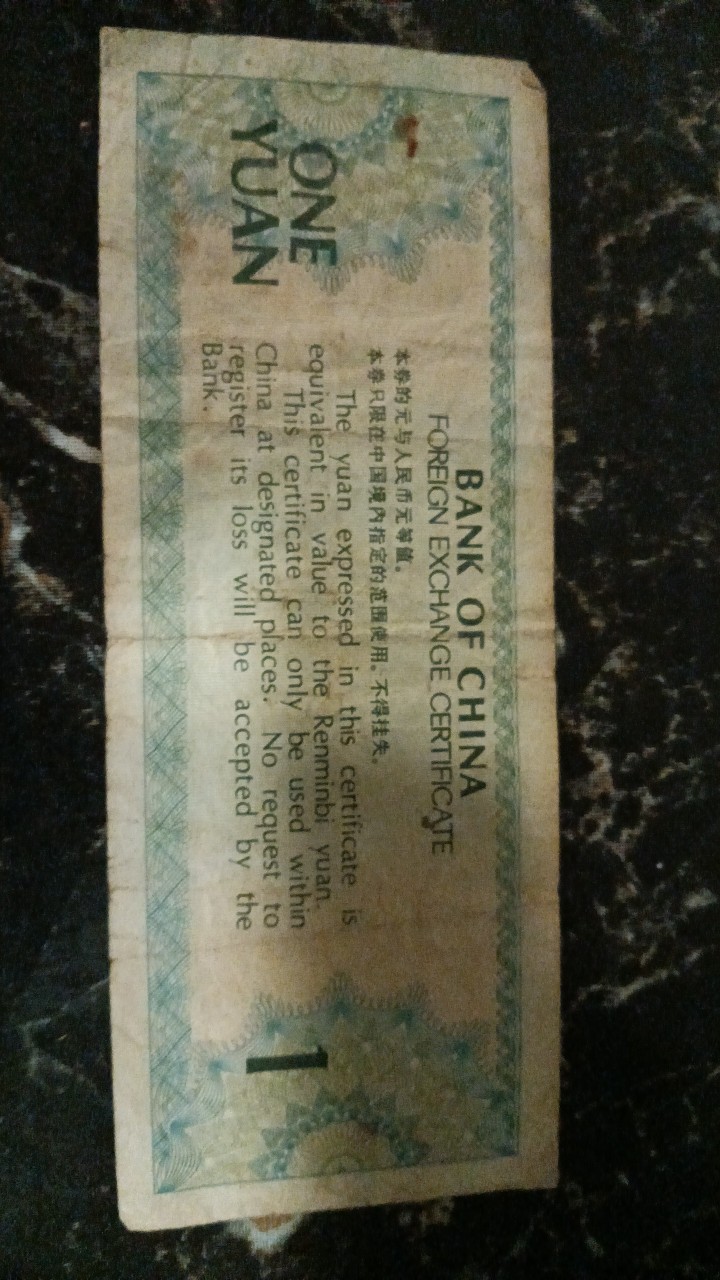 BANK OF CHINA
FOREIGN EXCHANGE CERTIFICATE
本券的元与人民币元等值。
本券只限在中国境内指定的范围使用。不得挂失。
ONE
YUAN
The yuan expressed in this certificate is
equivalent in value to the Renminbi yuan.
This certificate can only be used within
China at designated places. No request to
register its loss will be accepted by the
Bank.
1